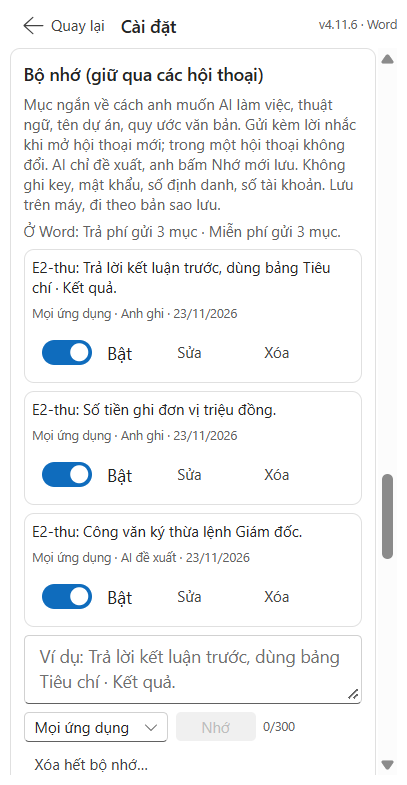 Quay lại Cài đặt v4.11.6 · Word
Bộ nhớ (giữ qua các hội thoại)
Mục ngắn về cách anh muốn AI làm việc, thuật
ngữ, tên dự án, quy ước văn bản. Gửi kèm lời nhắc
khi mở hội thoại mới; trong một hội thoại không
đổi. AI chỉ đề xuất, anh bấm Nhớ mới lưu. Không
ghi key, mật khẩu, số định danh, số tài khoản. Lưu
trên máy, đi theo bản sao lưu.
Ở Word: Trả phí gửi 3 mục · Miễn phí gửi 3 mục.
E2-thu: Trả lời kết luận trước, dùng bảng Tiêu
chí · Kết quả.
Mọi ứng dụng · Anh ghi · 23/11/2026
Bật Sửa Xóa
E2-thu: Số tiền ghi đơn vị triệu đồng.
Mọi ứng dụng · Anh ghi · 23/11/2026
Bật Sửa Xóa
E2-thu: Công văn ký thừa lệnh Giám đốc.
Mọi ứng dụng · AI đề xuất · 23/11/2026
Bật Sửa Xóa
Ví dụ: Trả lời kết luận trước, dùng bảng
Tiêu chí · Kết quả.
Mọi ứng dụng Nhớ 0/300
Xóa hết bộ nhớ...